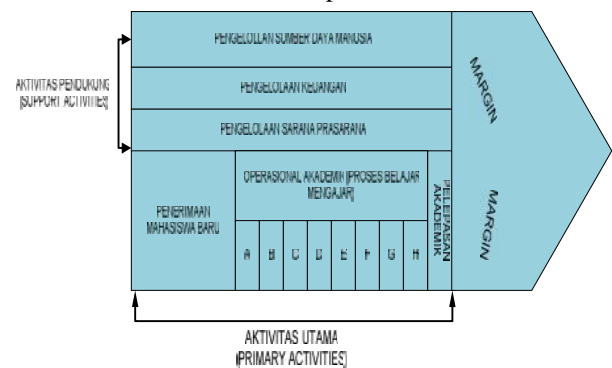 PENGELOLLAN SUMBER DAYA MANUSIA
PENGELOLAAN KEUANGAN
PENGELOLAAN SARANA PRASARANA
AKTIVITAS PENDUKUNG
[SUPPORT ACTIVITIES]
MARGIN
PENERIMAAN
MAHASISWA BARU
OPERASIONAL AKADEMIK [PROSES BELAJAR
MENGAJAR]
A
B
C
D
E
F
G
H
PELEPASAN
AKADEMIK
MARGIN
AKTIVITAS UTAMA
(PRIMARY ACTIVITIES]